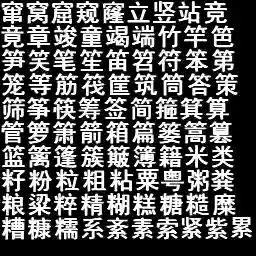 窜窝窟窥窿立竖站竞
竟章竣童竭端竹竿笆
笋笑笔笙笛笤符笨第
笼等筋筏筐筑筒答策
筛筝筷筹签简箍箕算
管箩箫箭箱篇篓篙篡
篮篱篷簇簸簿籍米类
籽粉粒粗粘粟粤粥粪
粮粱粹精糊糕糖糙糜
糟糠糯系紊素索紧紫累